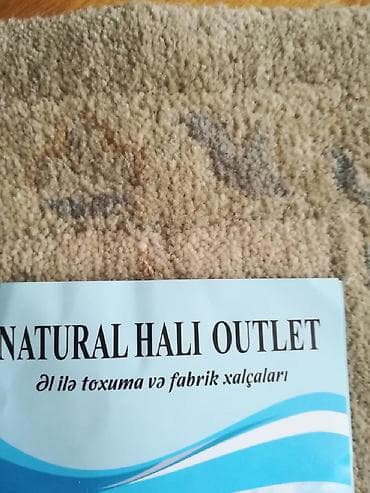 NATURAL HALI OUTLET
Əl ilə toxuma və fabrik xalçaları